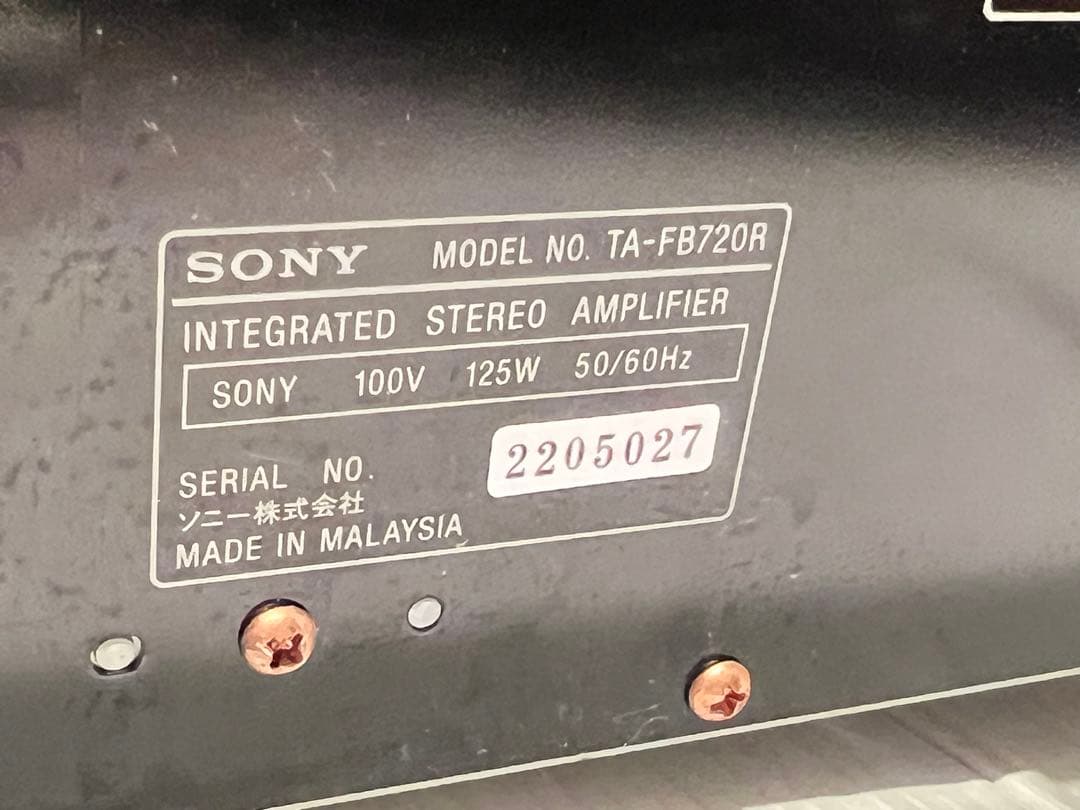 SONY MODEL NO. TA-FB720R
INTEGRATED STEREO AMPLIFIER
SONY 100V 125W 50/60Hz
SERIAL NO. 2205027
ソニー株式会社
MADE IN MALAYSIA